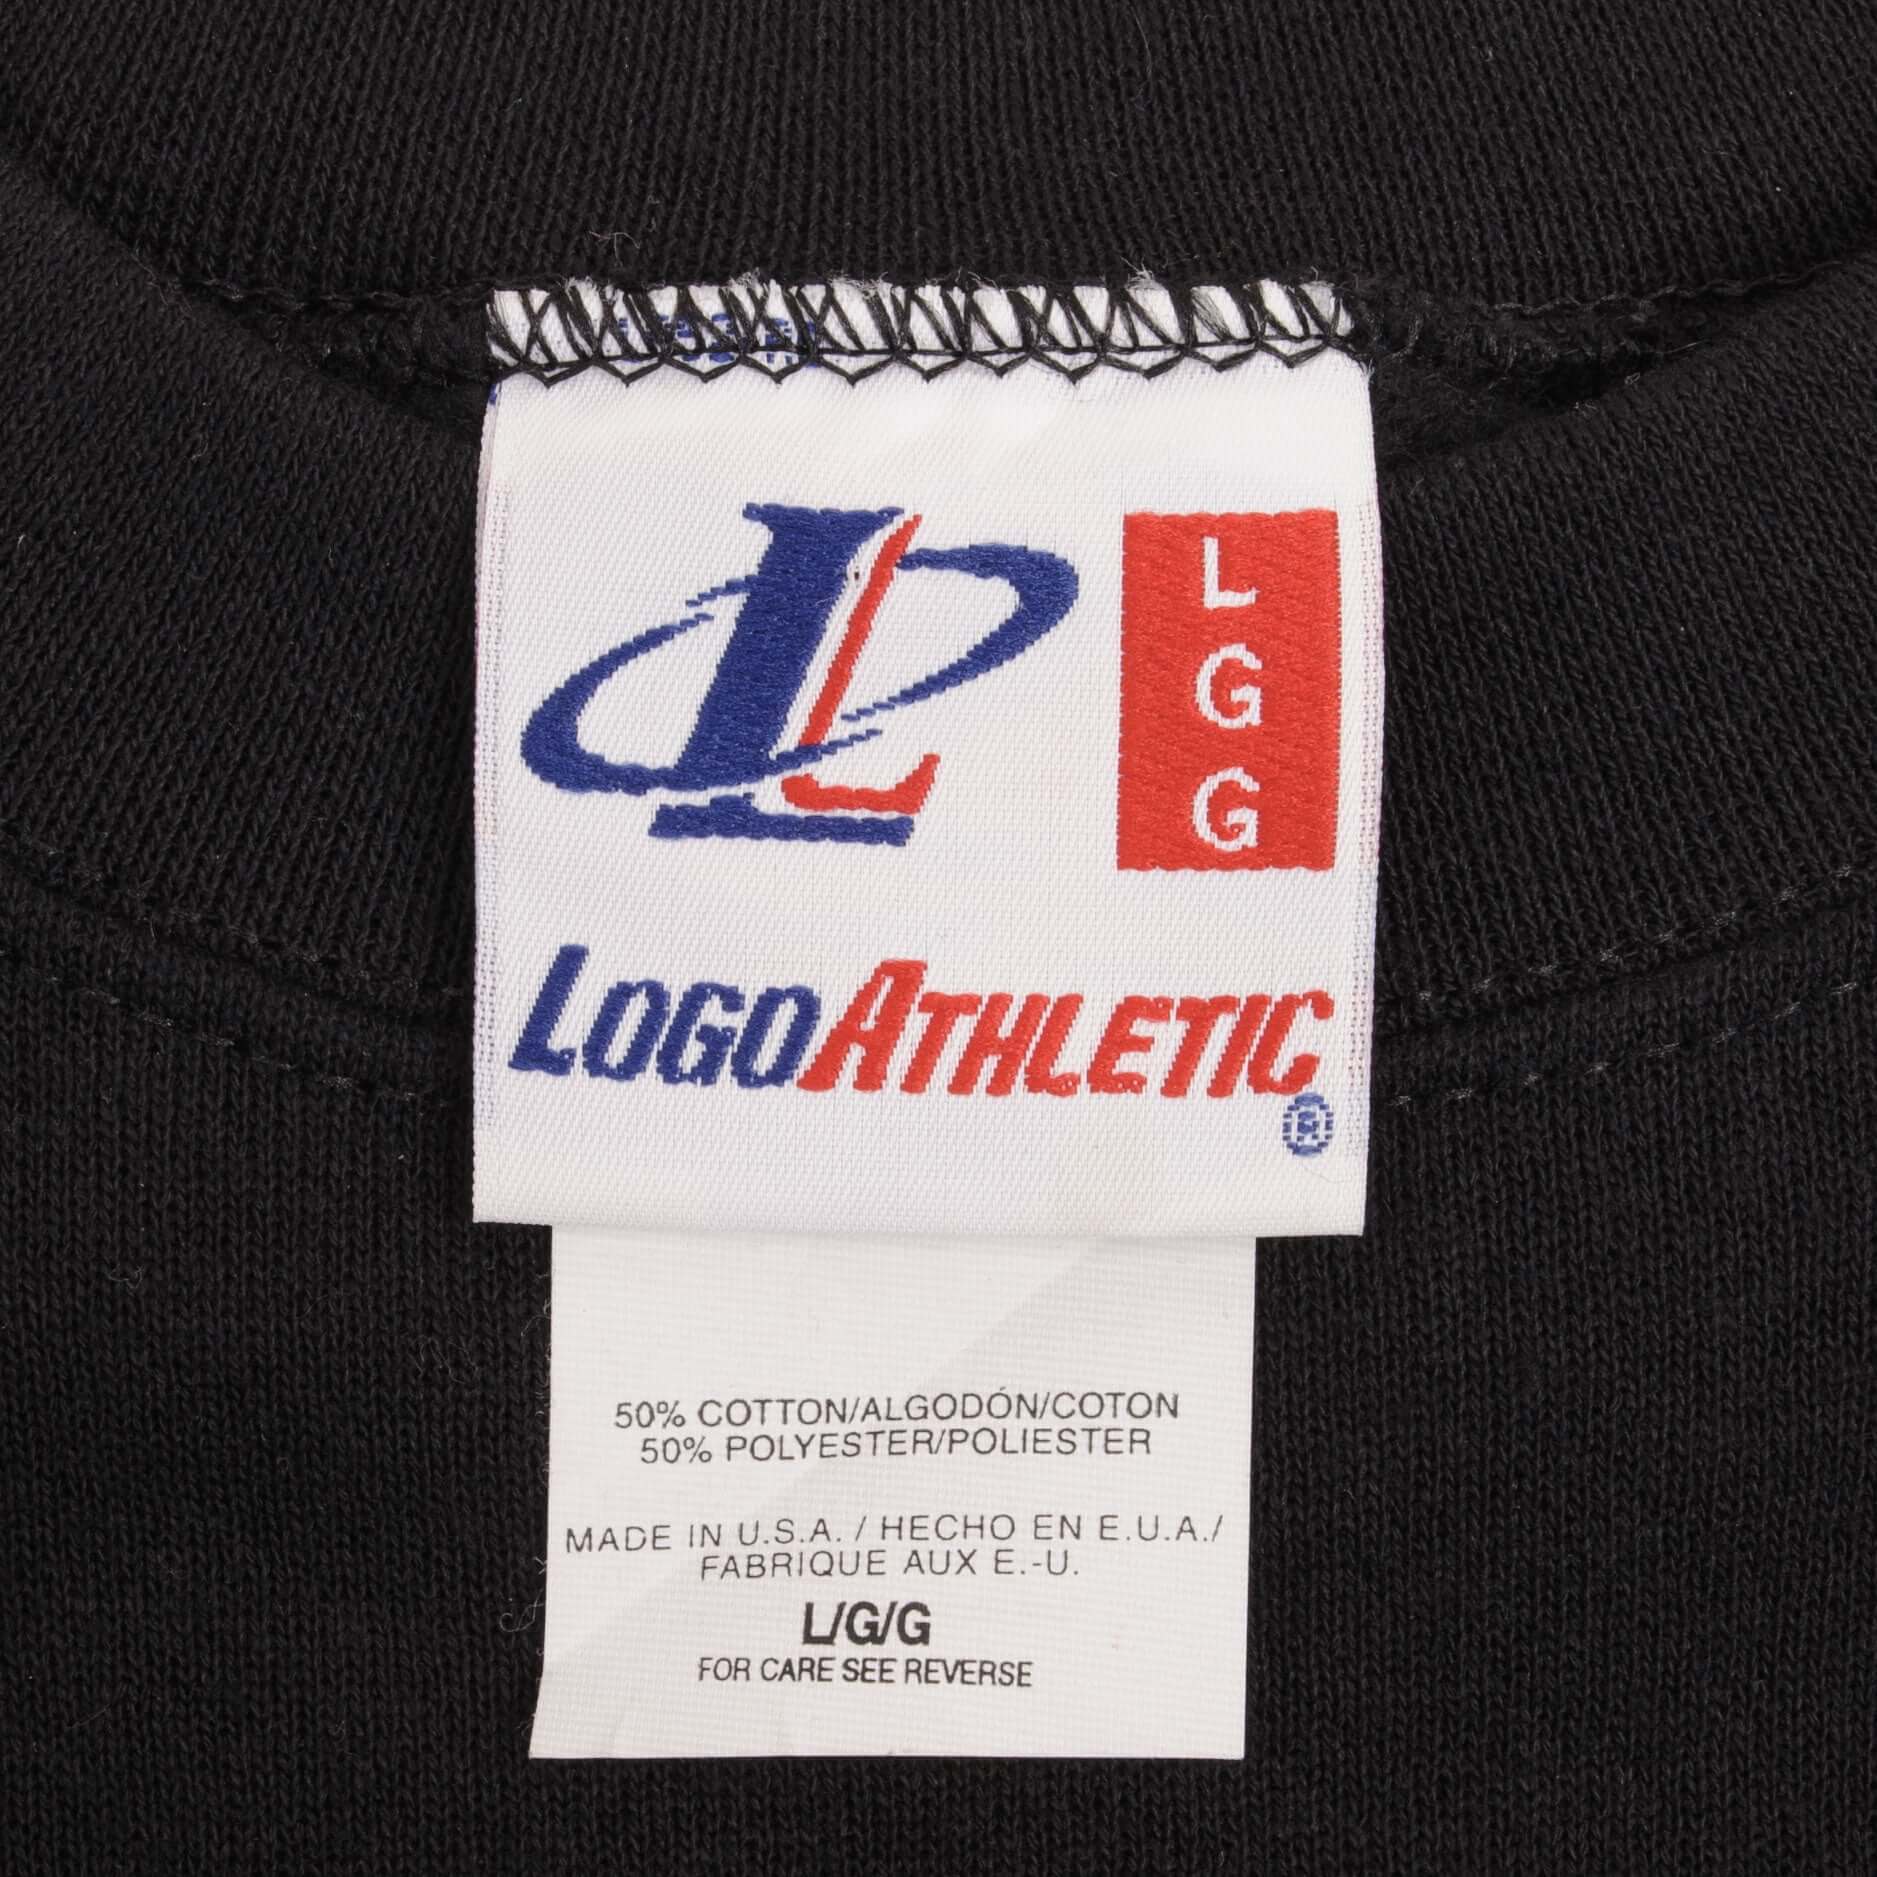 L
L
G
G
LOGOATHLETIC
®
50% COTTON/ALGODÓN/COTON
50% POLYESTER/POLIESTER
MADE IN U.S.A. / HECHO EN E.U.A./
FABRIQUE AUX E.-U.
L/G/G
FOR CARE SEE REVERSE